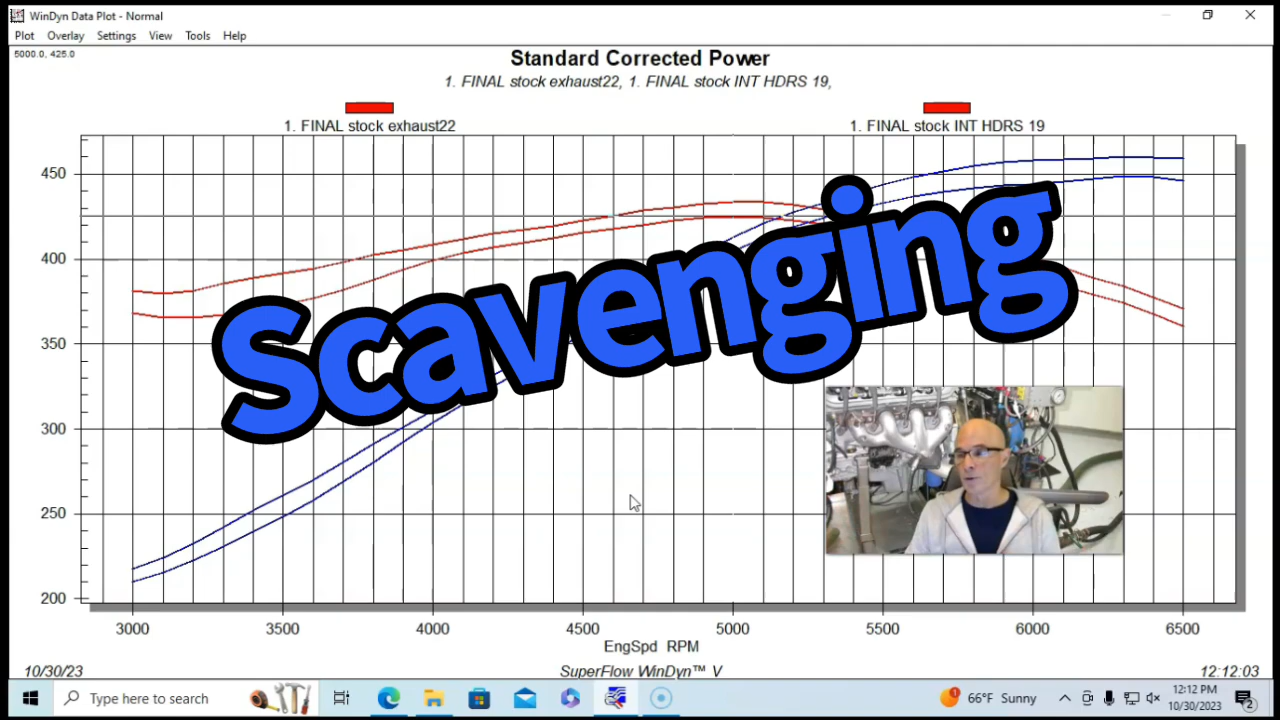 WinDyn Data Plot - Normal
Plot Overlay Settings View Tools Help
5000.0, 425.0
Standard Corrected Power
1. FINAL stock exhaust22, 1. FINAL stock INT HDRS 19,
1. FINAL stock exhaust22
1. FINAL stock INT HDRS 19
450
400
350
300
250
200
Scavenging
3000 3500 4000 4500 5000 5500 6000 6500
EngSpd RPM
10/30/23 SuperFlow WinDyn™ V 12:12:03
Type here to search
1
66°F Sunny
12:12 PM
10/30/2023
2